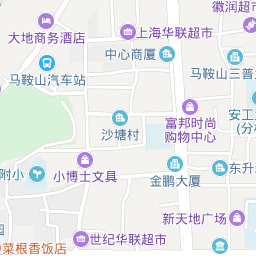 徽润超
上海华联超市
大地商务酒店
中心商厦
马鞍山汽车站
马鞍山三普
富邦时尚
购物中心
安工
(分校
沙塘村
小博士文具
附小
金鹏大厦
东升
新天地广场
世纪华联超市
菜根香饭店